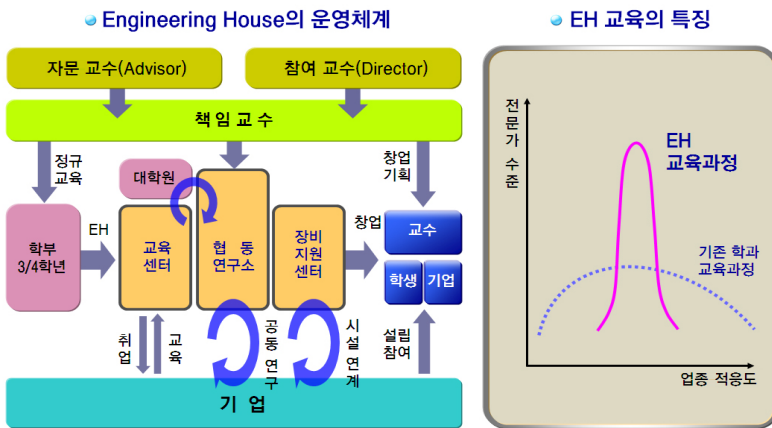 Engineering House의 운영체계
EH 교육의 특징
자문 교수(Advisor)
참여 교수(Director)
책임교수
정규
교육
대학원
창업
기획
학부
3/4학년
EH
교육
센터
협 동
연구소
장비
지원
센터
창업
교수
학생
기업
취업
교육
공동 연구
시설 연계
설립
참여
기 업
전문가 수준
EH
교육과정
기존 학과
교육과정
업종 적응도